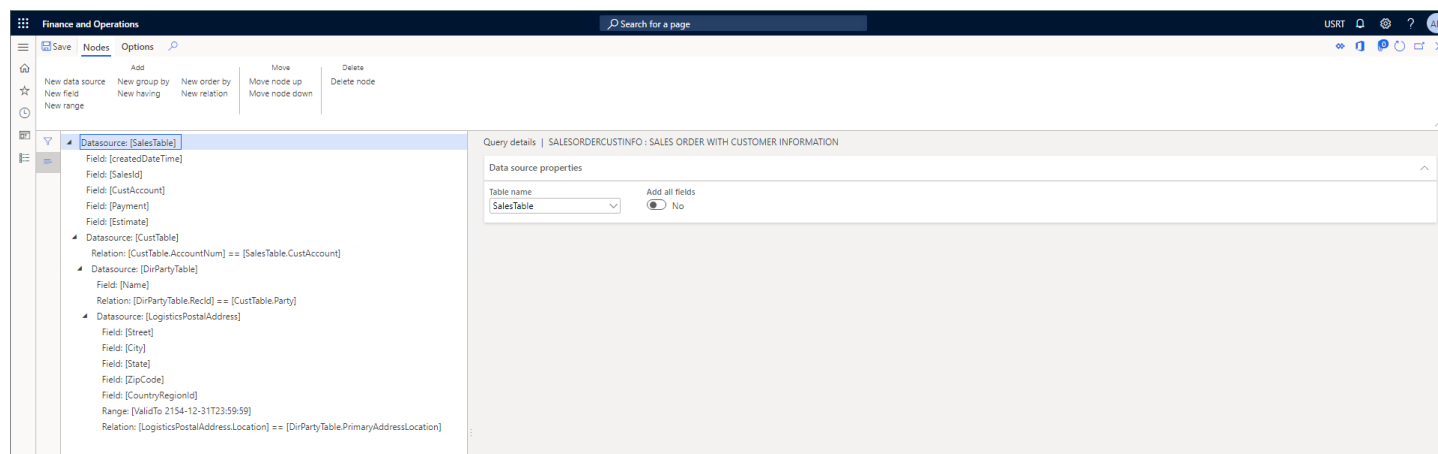 Finance and Operations
Search for a page
USRT
Save Nodes Options
Add Move Delete
New data source New group by New order by Move node up Delete node
New field New having New relation Move node down
New range
Datasource: [SalesTable]
Field: [createdDateTime]
Field: [SalesId]
Field: [CustAccount]
Field: [Payment]
Field: [Estimate]
Datasource: [CustTable]
Relation: [CustTable.AccountNum] == [SalesTable.CustAccount]
Datasource: [DirPartyTable]
Field: [Name]
Relation: [DirPartyTable.RecId] == [CustTable.Party]
Datasource: [LogisticsPostalAddress]
Field: [Street]
Field: [City]
Field: [State]
Field: [ZipCode]
Field: [CountryRegionId]
Range: [ValidTo 2154-12-31T23:59:59]
Relation: [LogisticsPostalAddress.Location] == [DirPartyTable.PrimaryAddressLocation]
Query details | SALESORDERCUSTINFO : SALES ORDER WITH CUSTOMER INFORMATION
Data source properties
Table name Add all fields
SalesTable No